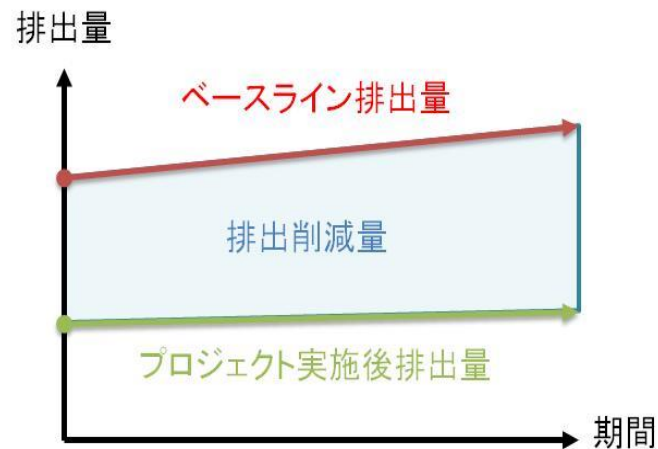 排出量
ベースライン排出量
排出削減量
プロジェクト実施後排出量
期間